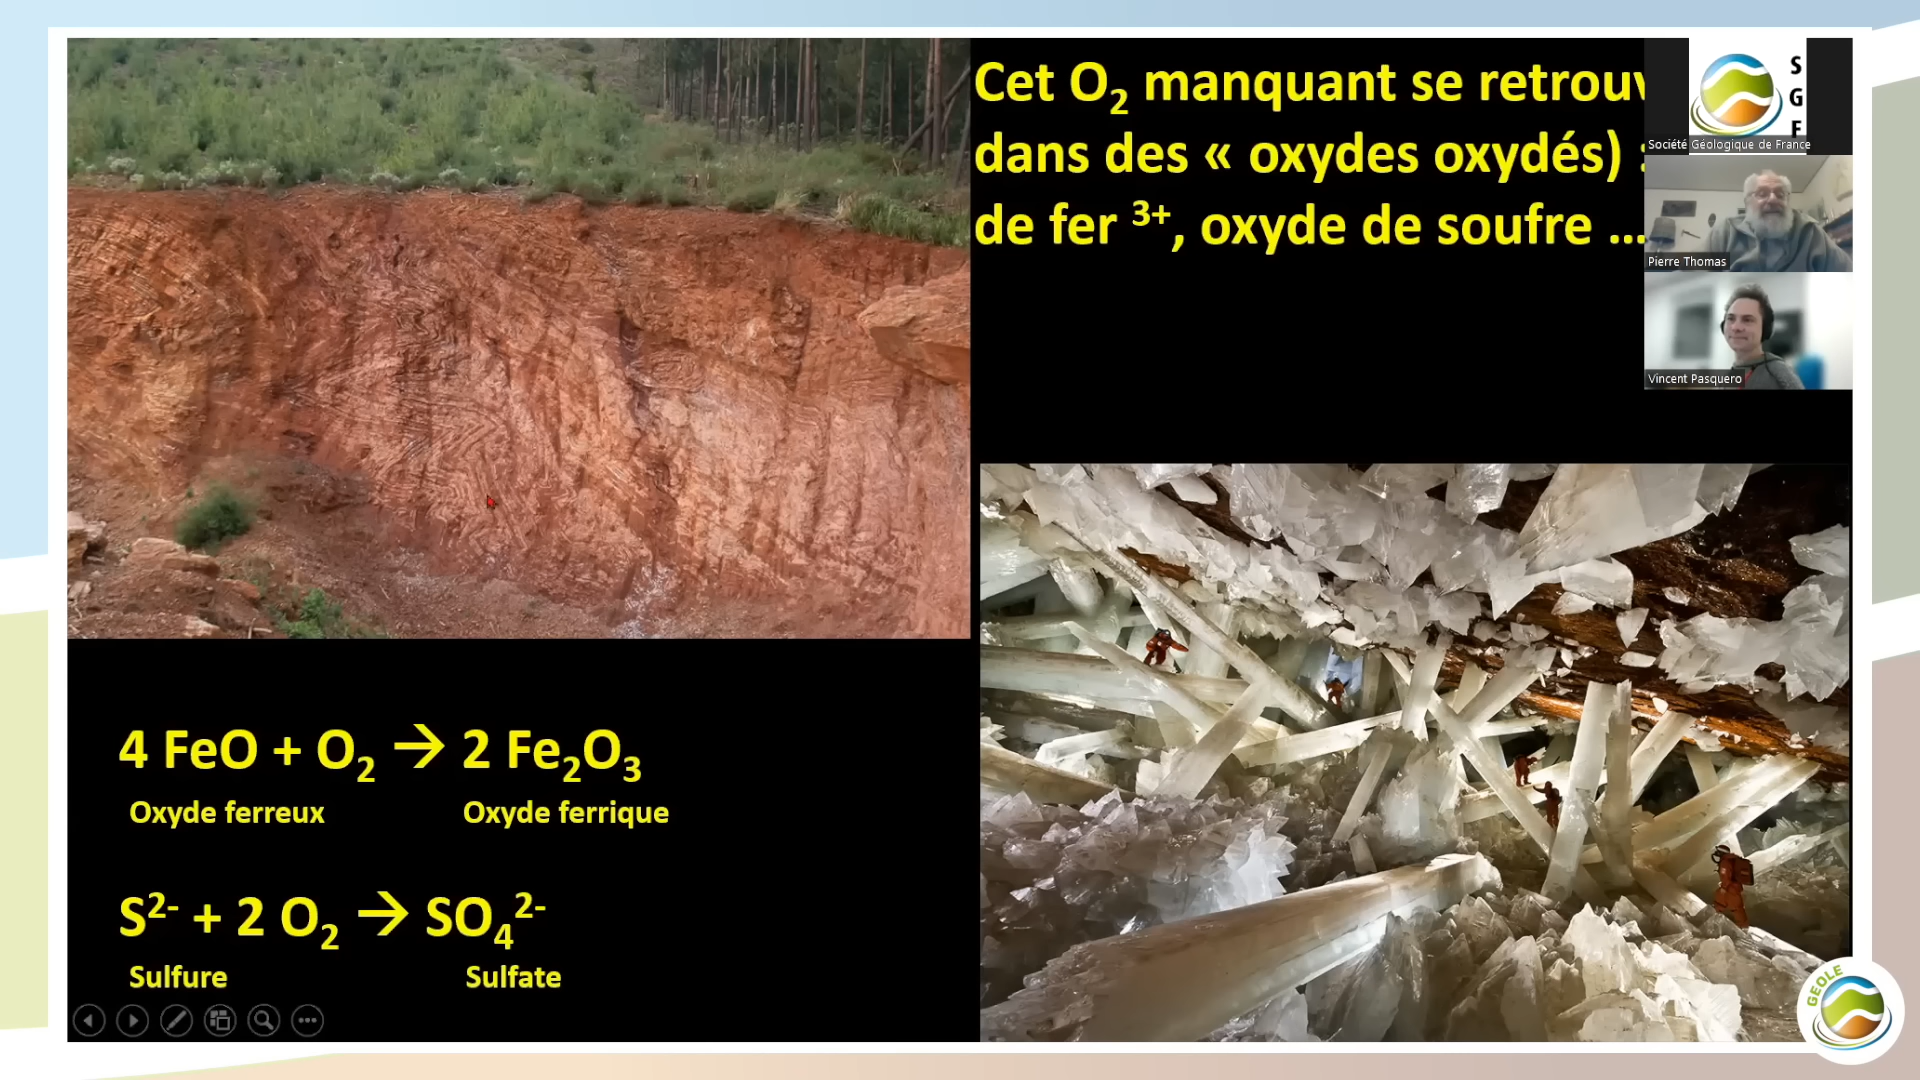 Cet O2 manquant se retrouv
dans des « oxydes oxydés) :
de fer 3+, oxyde de soufre ...
S
G
F
Société Géologique de France
Pierre Thomas
Vincent Pasquero
4 FeO + O2 → 2 Fe2O3
Oxyde ferreux Oxyde ferrique
S2- + 2 O2 → SO42-
Sulfure Sulfate
GEOLE